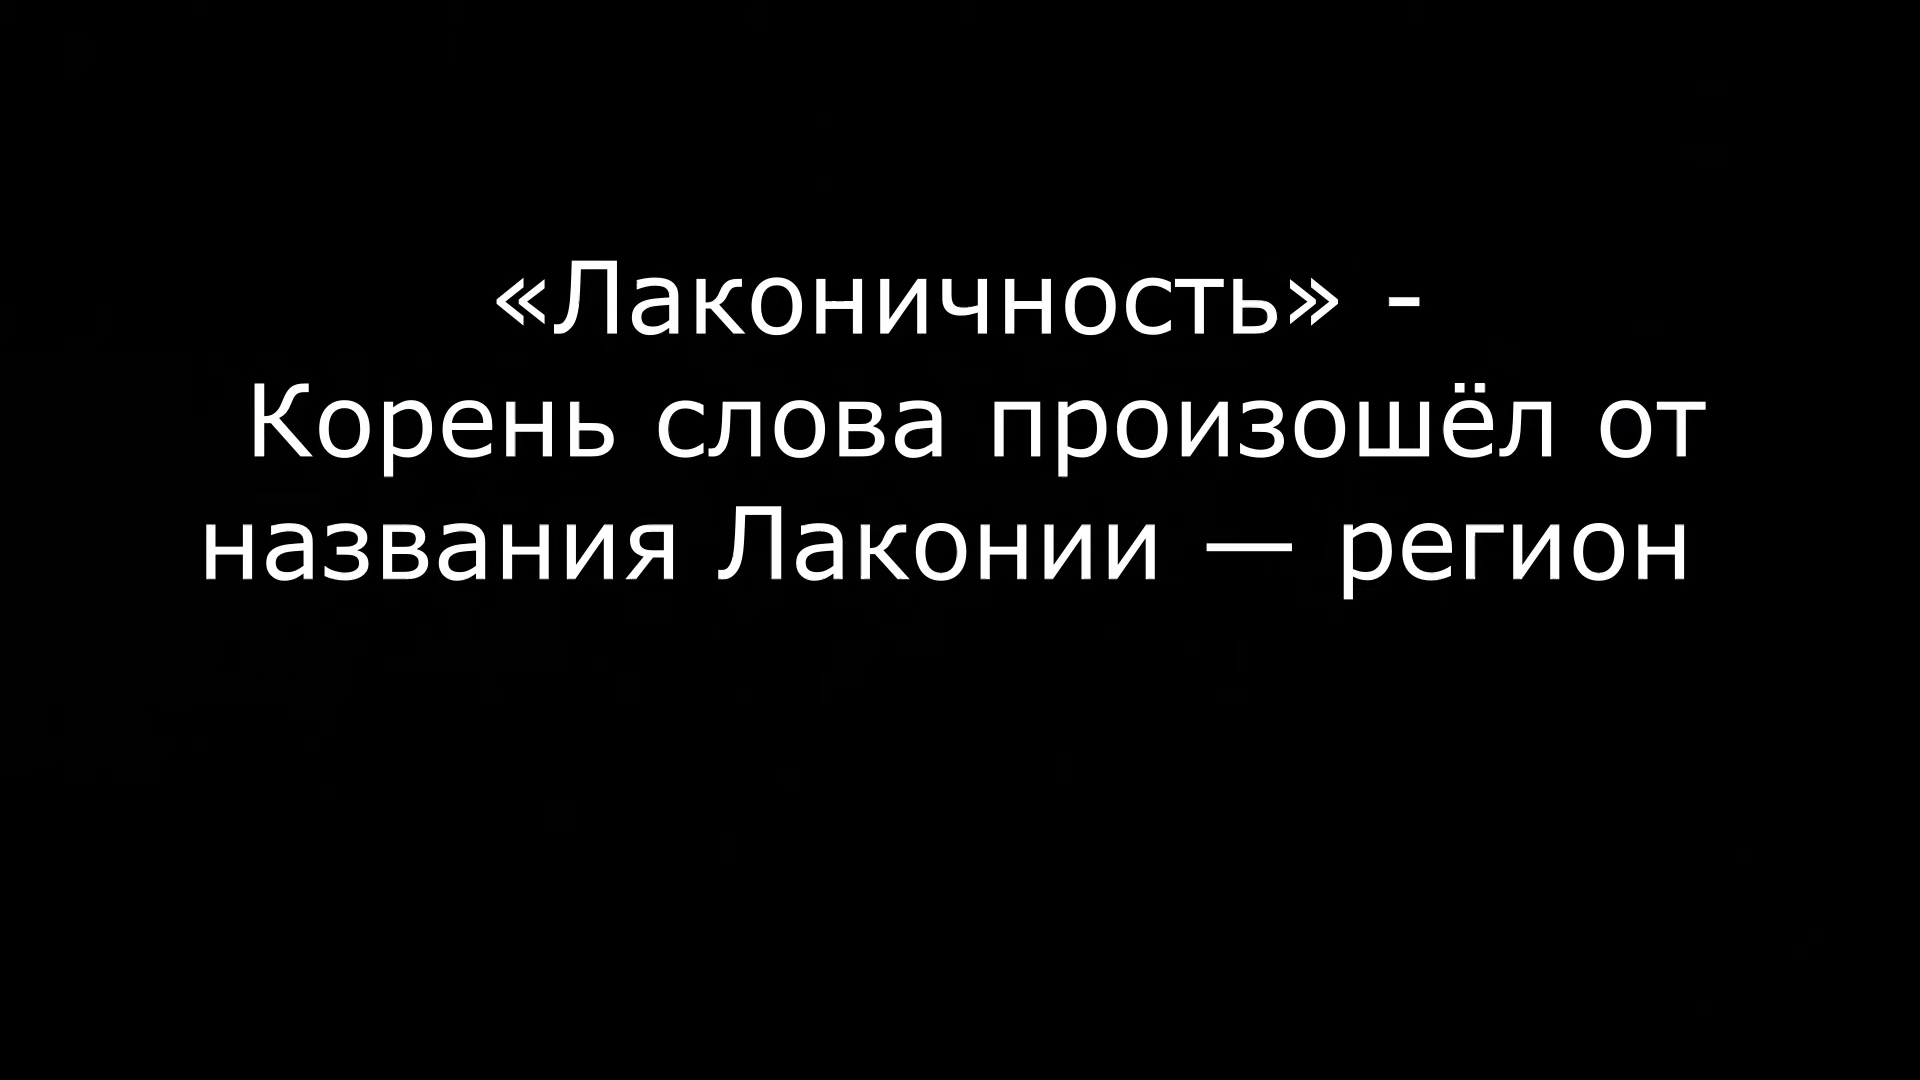 «Лаконичность» -
Корень слова произошёл от
названия Лаконии — регион